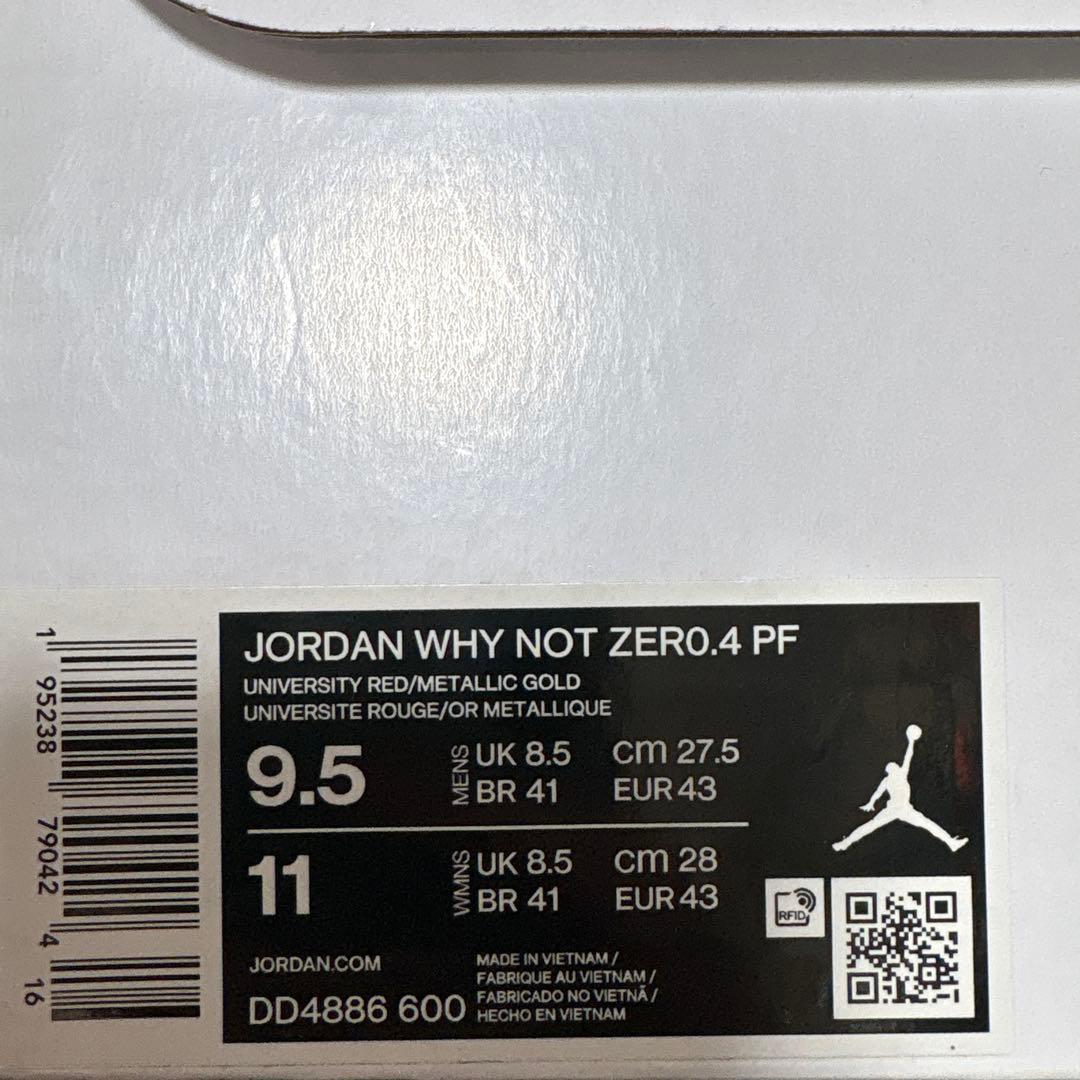 JORDAN WHY NOT ZER0.4 PF
UNIVERSITY RED/METALLIC GOLD
UNIVERSITE ROUGE/OR METALLIQUE
9.5 MENS UK 8.5 cm 27.5
BR 41 EUR 43
11 WMNS UK 8.5 cm 28
BR 41 EUR 43
RFID
JORDAN.COM
DD4886 600
MADE IN VIETNAM /
FABRIQUE AU VIETNAM /
FABRICADO NO VIETNÃ /
HECHO EN VIETNAM
1 95238 79042 4 16